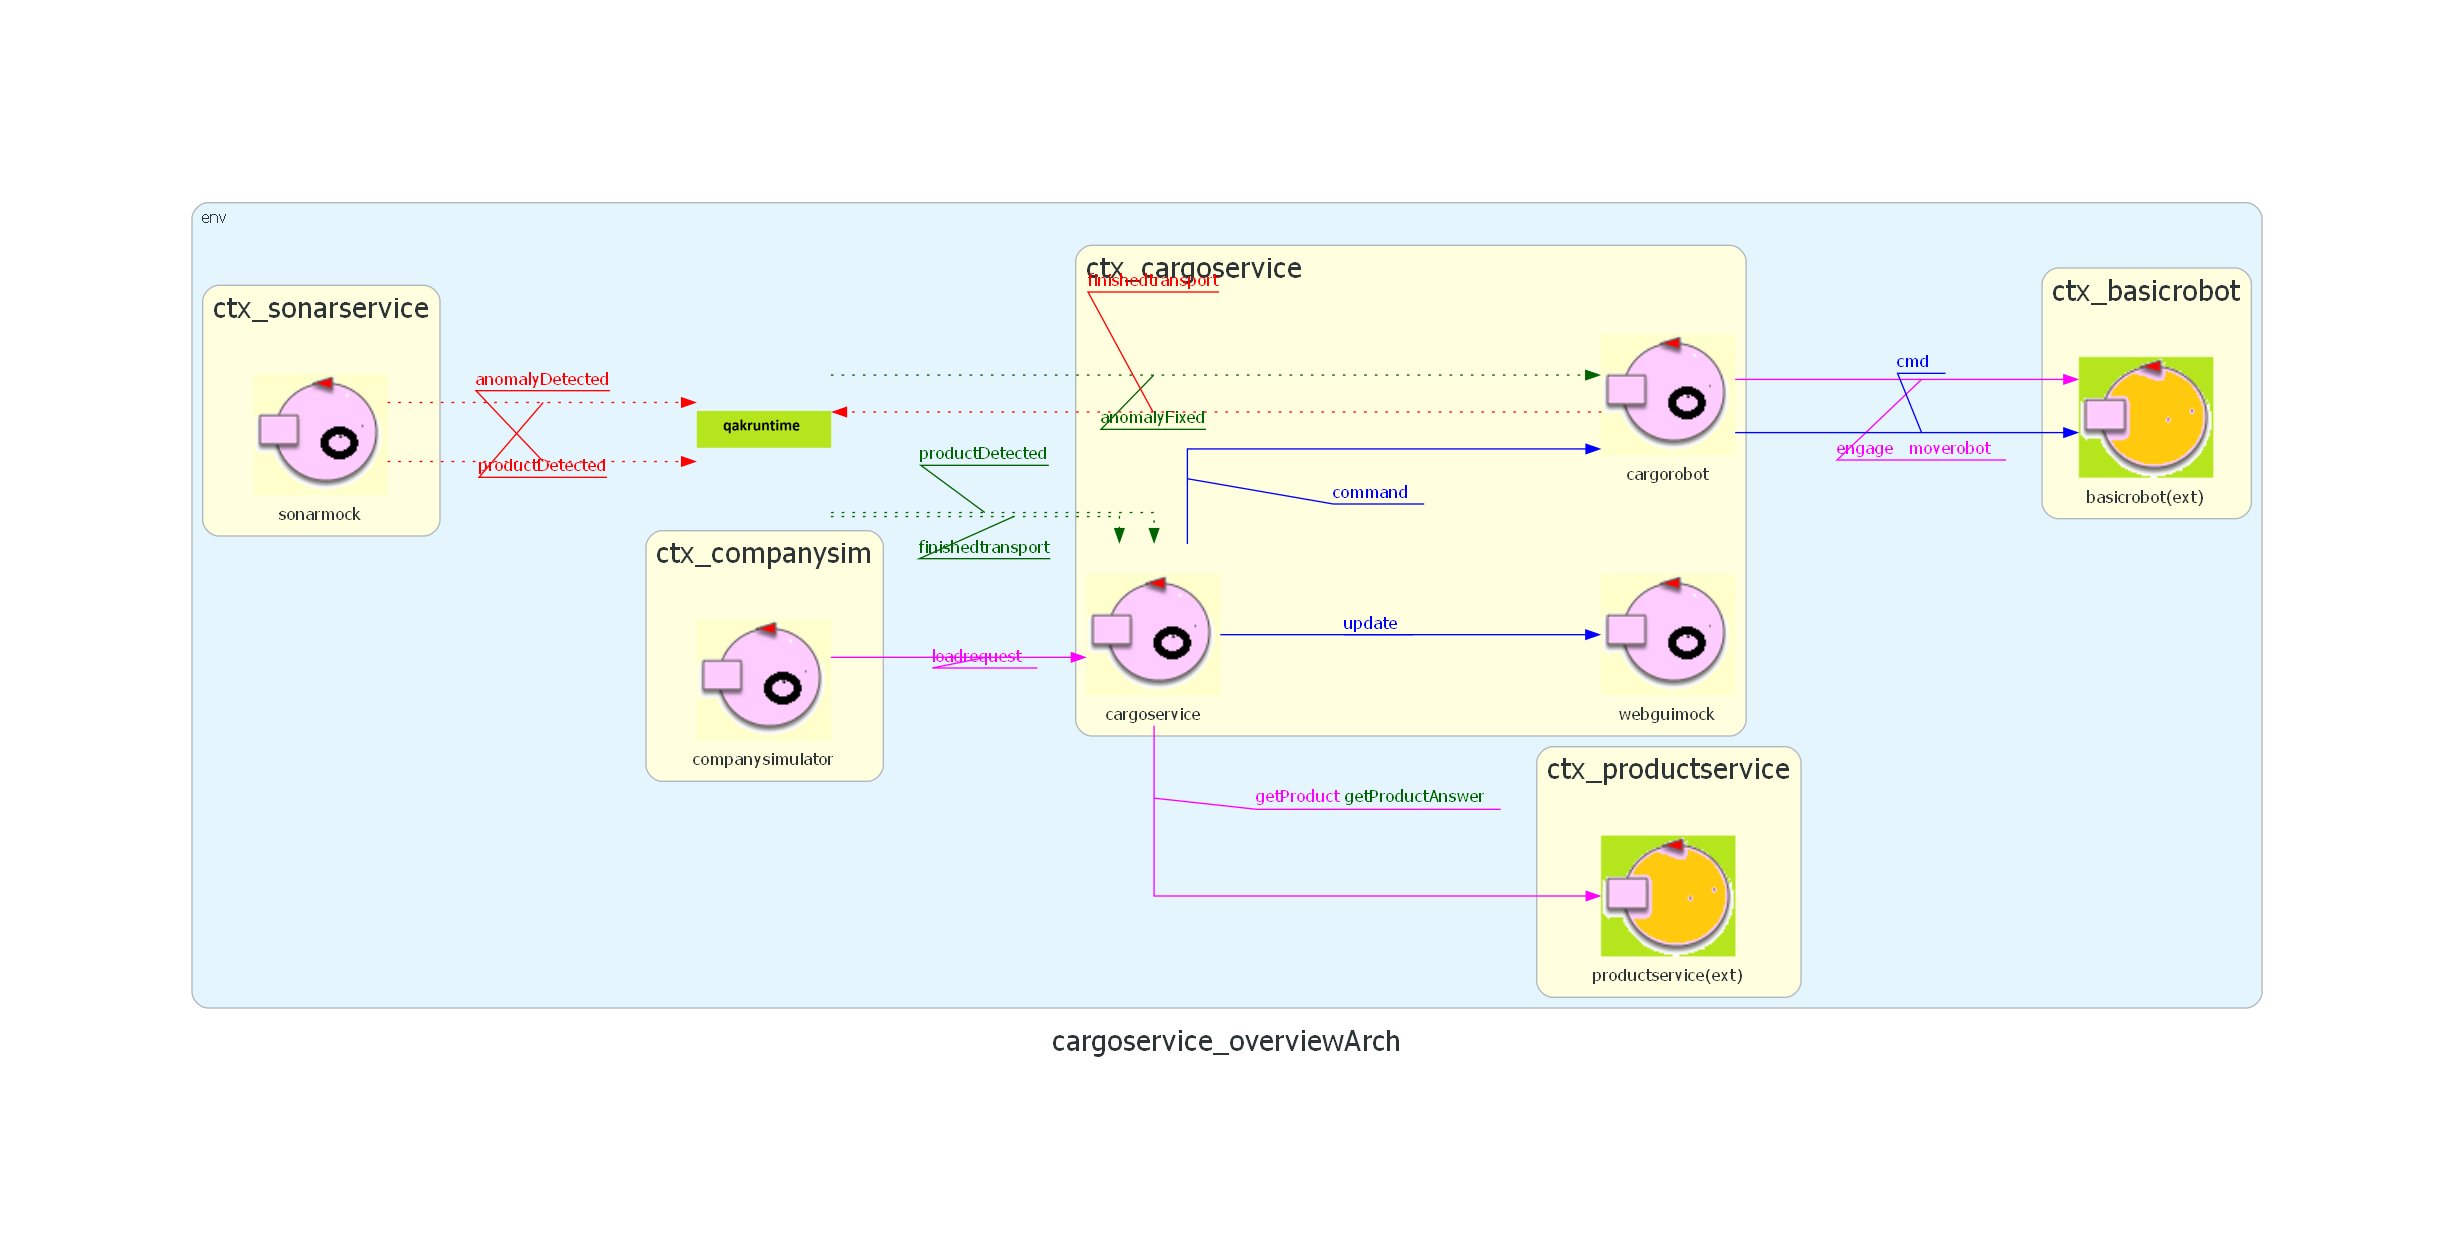 env
ctx_cargoservice
finishedtransport
ctx_basicrobot
ctx_sonarservice
cmd
anomalyDetected
anomalyFixed
qakruntime
engage moverobot
productDetected
productDetected
cargorobot
command
basicrobot(ext)
sonarmock
finishedtransport
ctx_companysim
update
loadrequest
cargoservice
webguimock
companysimulator
ctx_productservice
getProduct getProductAnswer
productservice(ext)
cargoservice_overviewArch